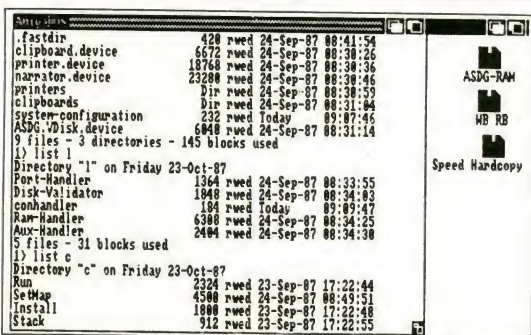 .fastdir 420 rwed 24-Sep-87 08:41:54
clipboard.device 6672 rwed 24-Sep-87 08:30:26
printer.device 18768 rwed 24-Sep-87 08:30:36
narrator.device 23280 rwed 24-Sep-87 08:30:46
printers Dir rwed 24-Sep-87 08:30:59
clipboards Dir rwed 24-Sep-87 08:31:04
system-configuration 232 rwed Today 09:07:46
ASDG.VDisk.device 6048 rwed 24-Sep-87 08:31:14
9 files - 3 directories - 145 blocks used
1> list l
Directory "l" on Friday 23-Oct-87
Port-Handler 1364 rwed 24-Sep-87 08:33:55
Disk-Validator 1848 rwed 24-Sep-87 08:34:03
conhandler 184 rwed Today 09:09:47
Ram-Handler 6308 rwed 24-Sep-87 08:34:25
Aux-Handler 2404 rwed 24-Sep-87 08:34:30
5 files - 31 blocks used
1> list c
Directory "c" on Friday 23-Oct-87
Run 2324 rwed 23-Sep-87 17:22:44
SetMap 4500 rwed 24-Sep-87 08:49:51
Install 1800 rwed 23-Sep-87 17:22:48
Stack 912 rwed 23-Sep-87 17:22:55
ASDG-RAM
WB RB
Speed Hardcopy